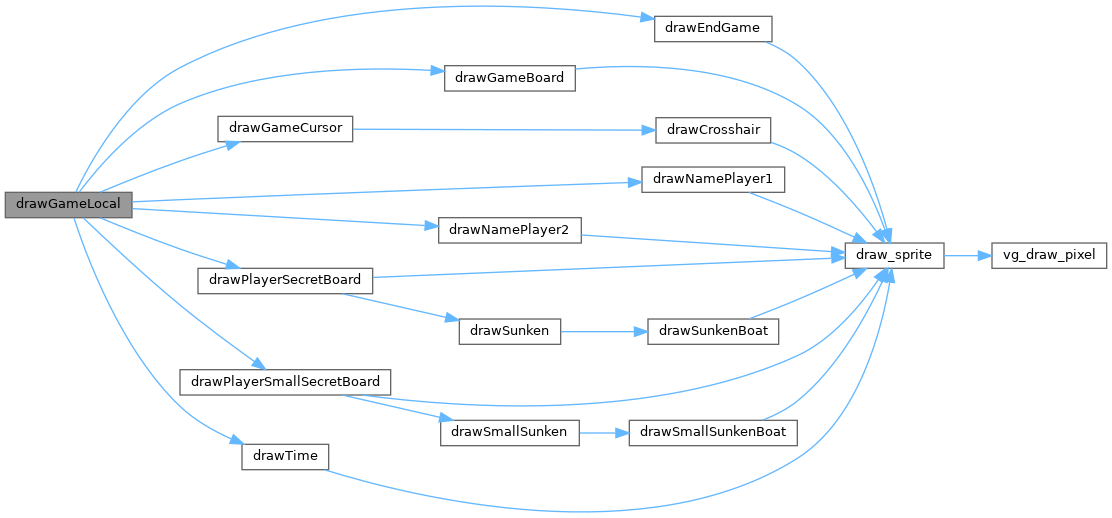 drawEndGame
drawGameBoard
drawGameCursor
drawCrosshair
drawNamePlayer1
drawGameLocal
drawNamePlayer2
draw_sprite
vg_draw_pixel
drawPlayerSecretBoard
drawSunken
drawSunkenBoat
drawPlayerSmallSecretBoard
drawSmallSunken
drawSmallSunkenBoat
drawTime